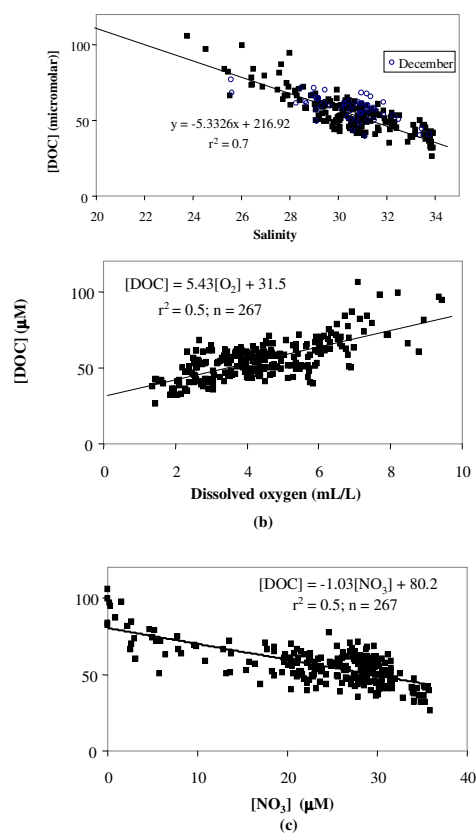 [DOC] (micromolar)
100
50
0
December
y = -5.3326x + 216.92
r² = 0.7
20 22 24 26 28 30 32 34
Salinity
[DOC] (µM)
100
50
0
[DOC] = 5.43[O₂] + 31.5
r² = 0.5; n = 267
0 2 4 6 8 10
Dissolved oxygen (mL/L)
(b)
100
50
0
[DOC] = -1.03[NO₃] + 80.2
r² = 0.5; n = 267
0 10 20 30 40
[NO₃] (µM)
(c)